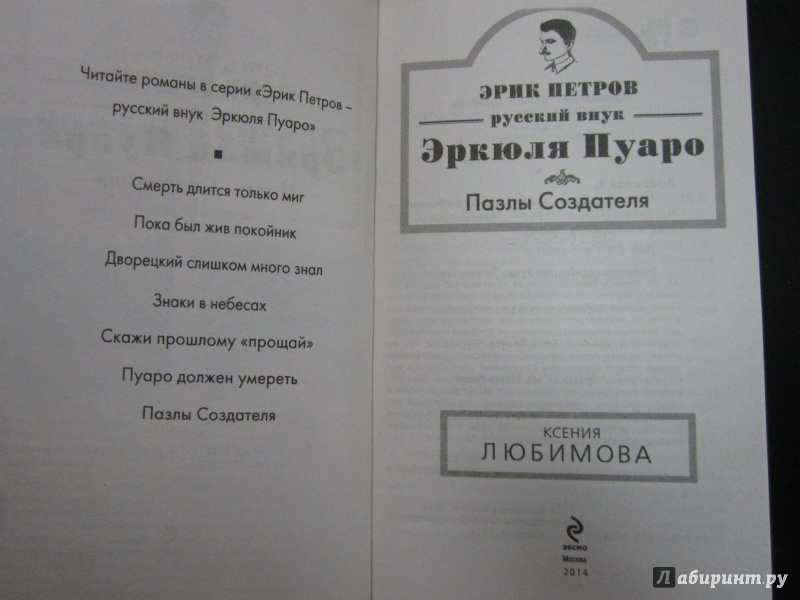 Читайте романы в серии «Эрик Петров –
русский внук Эркюля Пуаро»
Смерть длится только миг
Пока был жив покойник
Дворецкий слишком много знал
Знаки в небесах
Скажи прошлому «прощай»
Пуаро должен умереть
Пазлы Создателя
ЭРИК ПЕТРОВ
русский внук
Эркюля Пуаро
Пазлы Создателя
КСЕНИЯ
ЛЮБИМОВА
ЭКСМО
Москва
2014
Лабиринт.ру